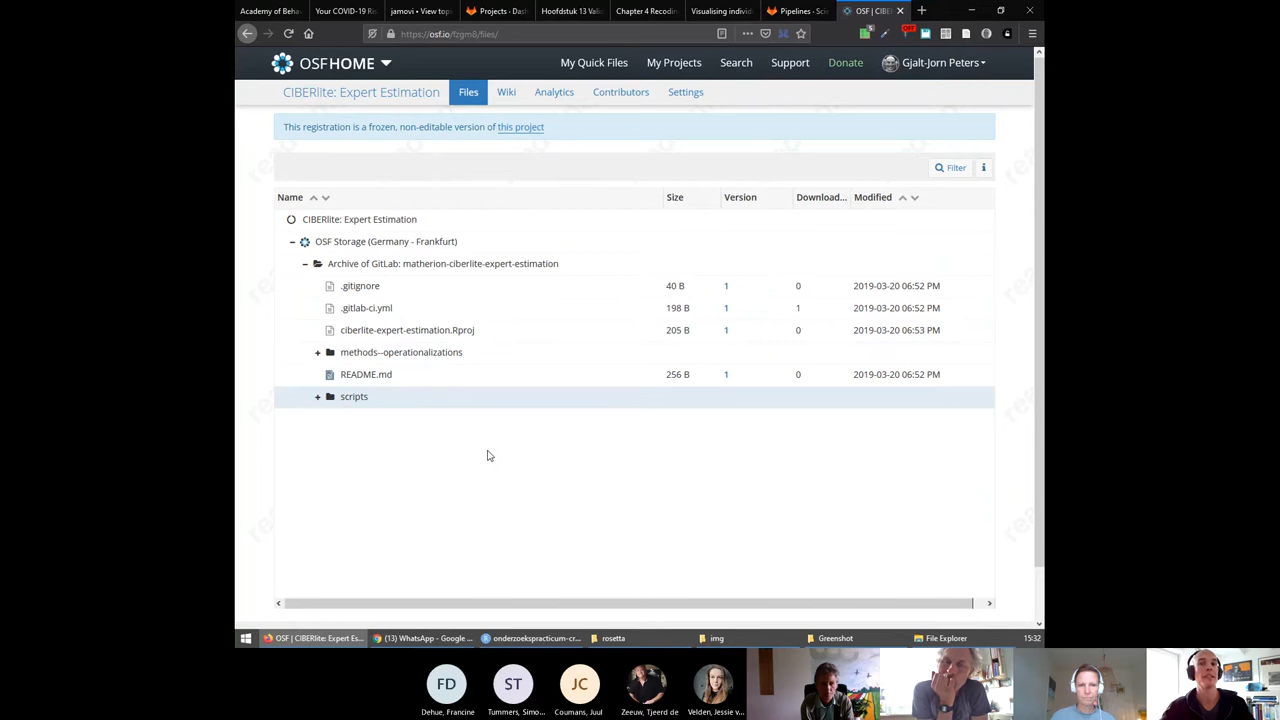 Academy of Beha
Your COVID-19 Re
jamovi • View topi
Projects · Dash
Hoofdstuk 13 Valid
Chapter 4 Recoding
Visualising individ
Pipelines · Scie
OSF | CIBER
https://osf.io/fzgm8/files/
OFF
OSFHOME
My Quick Files
My Projects
Search
Support
Donate
Gjalt-Jorn Peters
CIBERlite: Expert Estimation
Files
Wiki
Analytics
Contributors
Settings
This registration is a frozen, non-editable version of this project
Filter
Name
Size
Version
Download...
Modified
CIBERlite: Expert Estimation
OSF Storage (Germany - Frankfurt)
Archive of GitLab: matherion-ciberlite-expert-estimation
.gitignore 40 B 1 0 2019-03-20 06:52 PM
.gitlab-ci.yml 198 B 1 1 2019-03-20 06:52 PM
ciberlite-expert-estimation.Rproj 205 B 1 0 2019-03-20 06:53 PM
methods--operationalizations
README.md 256 B 1 0 2019-03-20 06:52 PM
scripts
OSF | CIBERlite: Expert Es...
(13) WhatsApp - Google ...
onderzoekspracticum-cr...
rosetta
img
Greenshot
File Explorer
15:32
FD
ST
JC
Dehue, Francine
Tummers, Simo...
Coumans, Juul
Zeeuw, Tjeerd de
Velden, Jessie v...